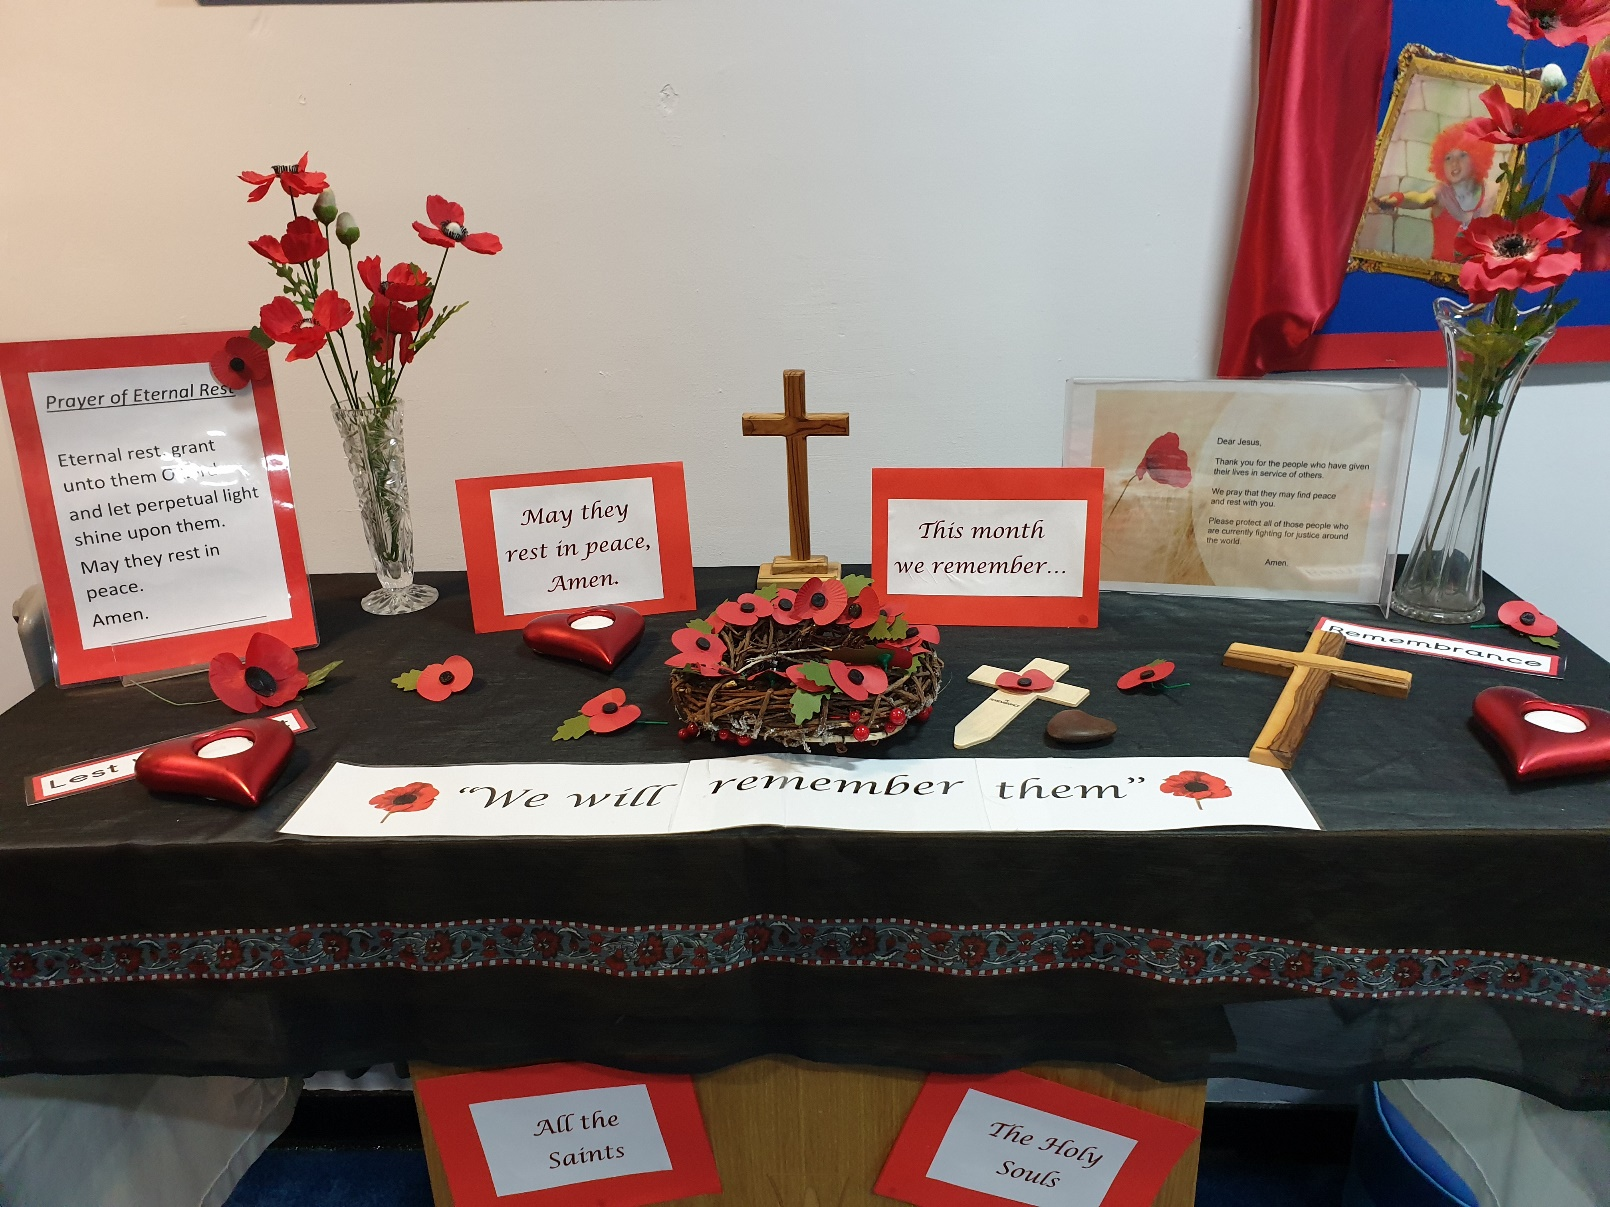 Prayer of Eternal Rest
Eternal rest, grant
unto them O
and let perpetual light
shine upon them.
May they rest in
peace.
Amen.
May they
rest in peace,
Amen.
This month
we remember...
Dear Jesus,
Thank you for the people who have given
their lives in service of others.
We pray that they may find peace
and rest with you.
Please protect all of those people who
are currently fighting for justice around
the world.
Amen.
Remembrance
Lest
“We will remember them”
All the
Saints
The Holy
Souls